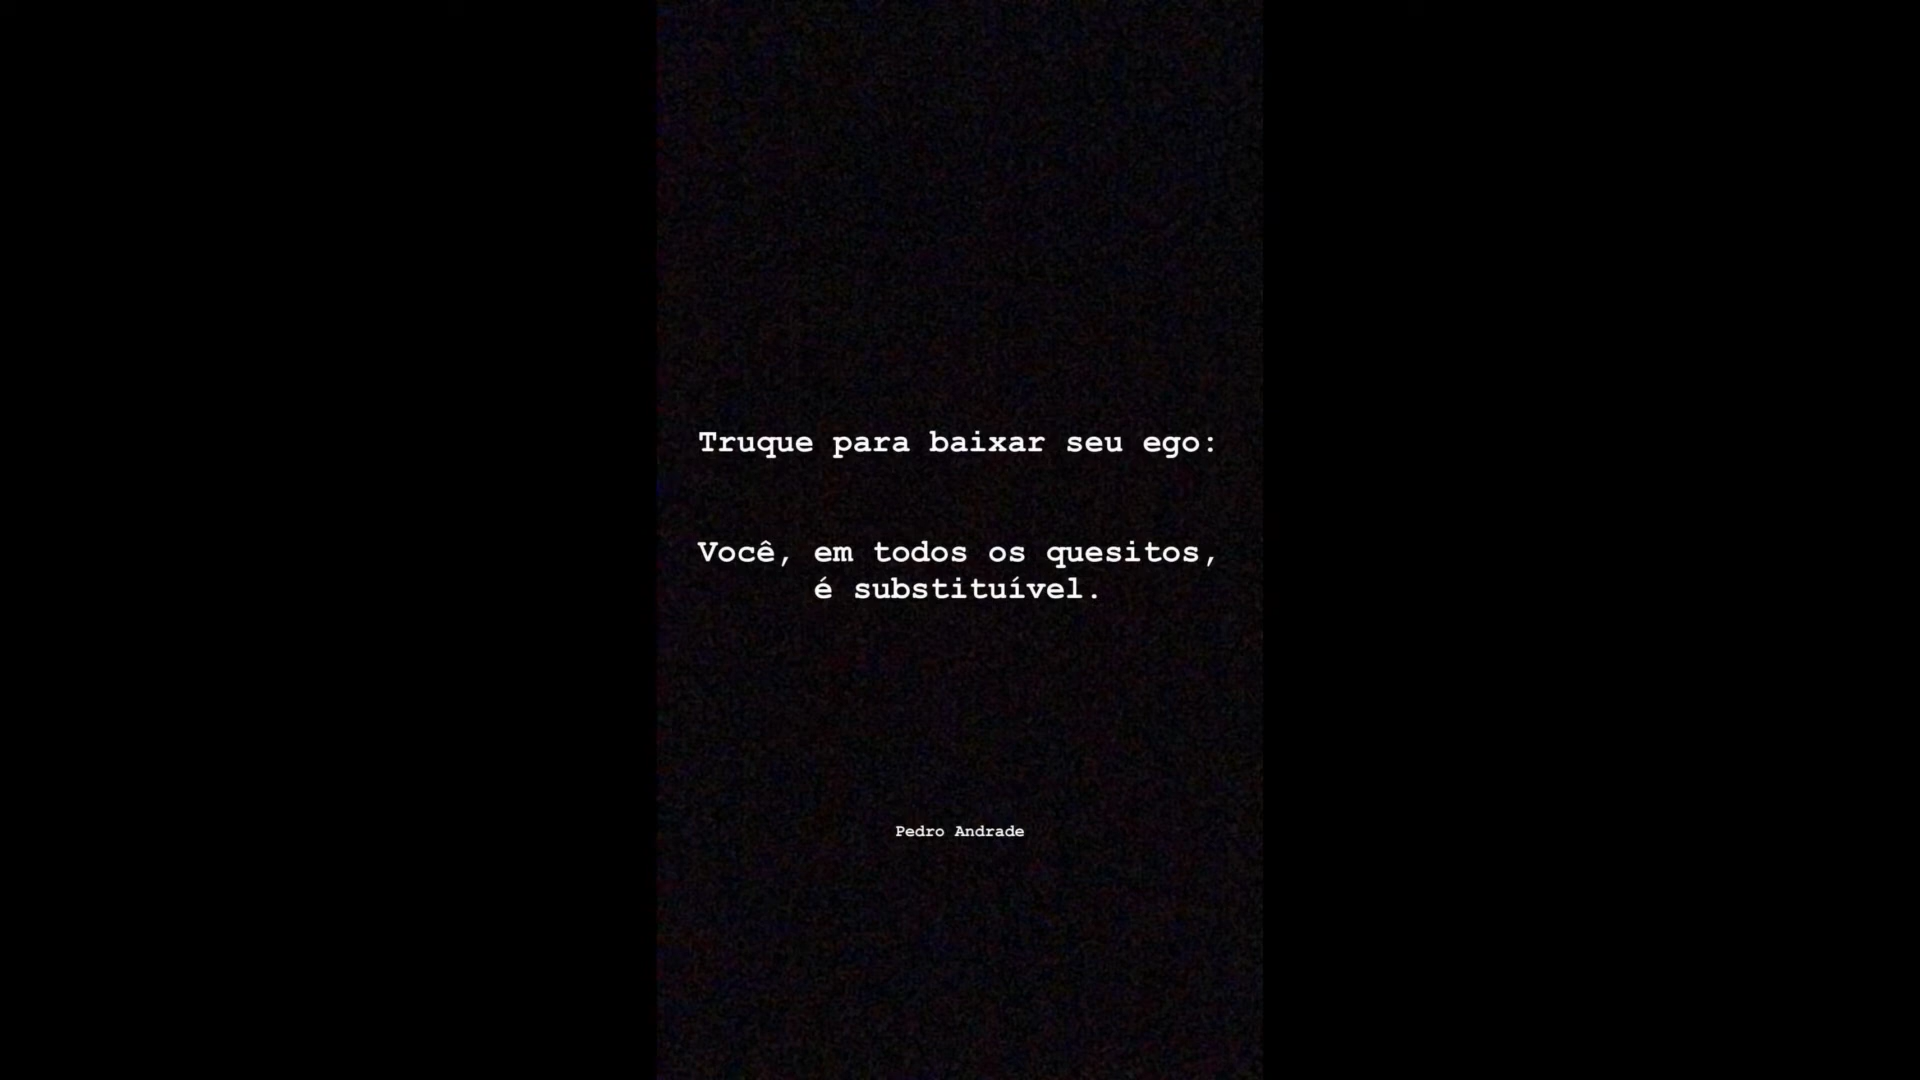 Truque para baixar seu ego:
Você, em todos os quesitos,
é substituível.
Pedro Andrade